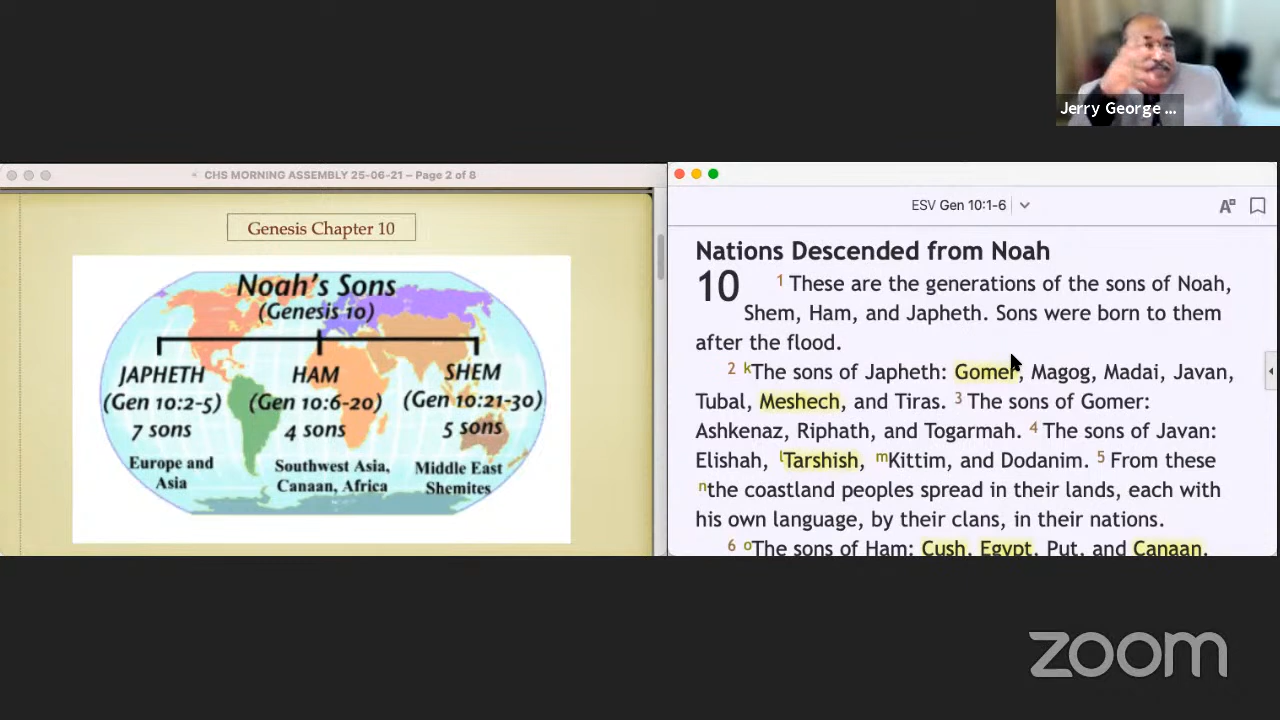 Jerry George ...
CHS MORNING ASSEMBLY 25-06-21 – Page 2 of 8
Genesis Chapter 10
Noah's Sons
(Genesis 10)
JAPHETH
(Gen 10:2-5)
7 sons
Europe and
Asia
HAM
(Gen 10:6-20)
4 sons
Southwest Asia,
Canaan, Africa
SHEM
(Gen 10:21-30)
5 sons
Middle East
Shemites
ESV Gen 10:1-6
Nations Descended from Noah
10 1 These are the generations of the sons of Noah,
Shem, Ham, and Japheth. Sons were born to them
after the flood.
2 kThe sons of Japheth: Gomer, Magog, Madai, Javan,
Tubal, Meshech, and Tiras. 3 The sons of Gomer:
Ashkenaz, Riphath, and Togarmah. 4 The sons of Javan:
Elishah, lTarshish, mKittim, and Dodanim. 5 From these
nthe coastland peoples spread in their lands, each with
his own language, by their clans, in their nations.
6 oThe sons of Ham: Cush, Egypt, Put, and Canaan.
zoom